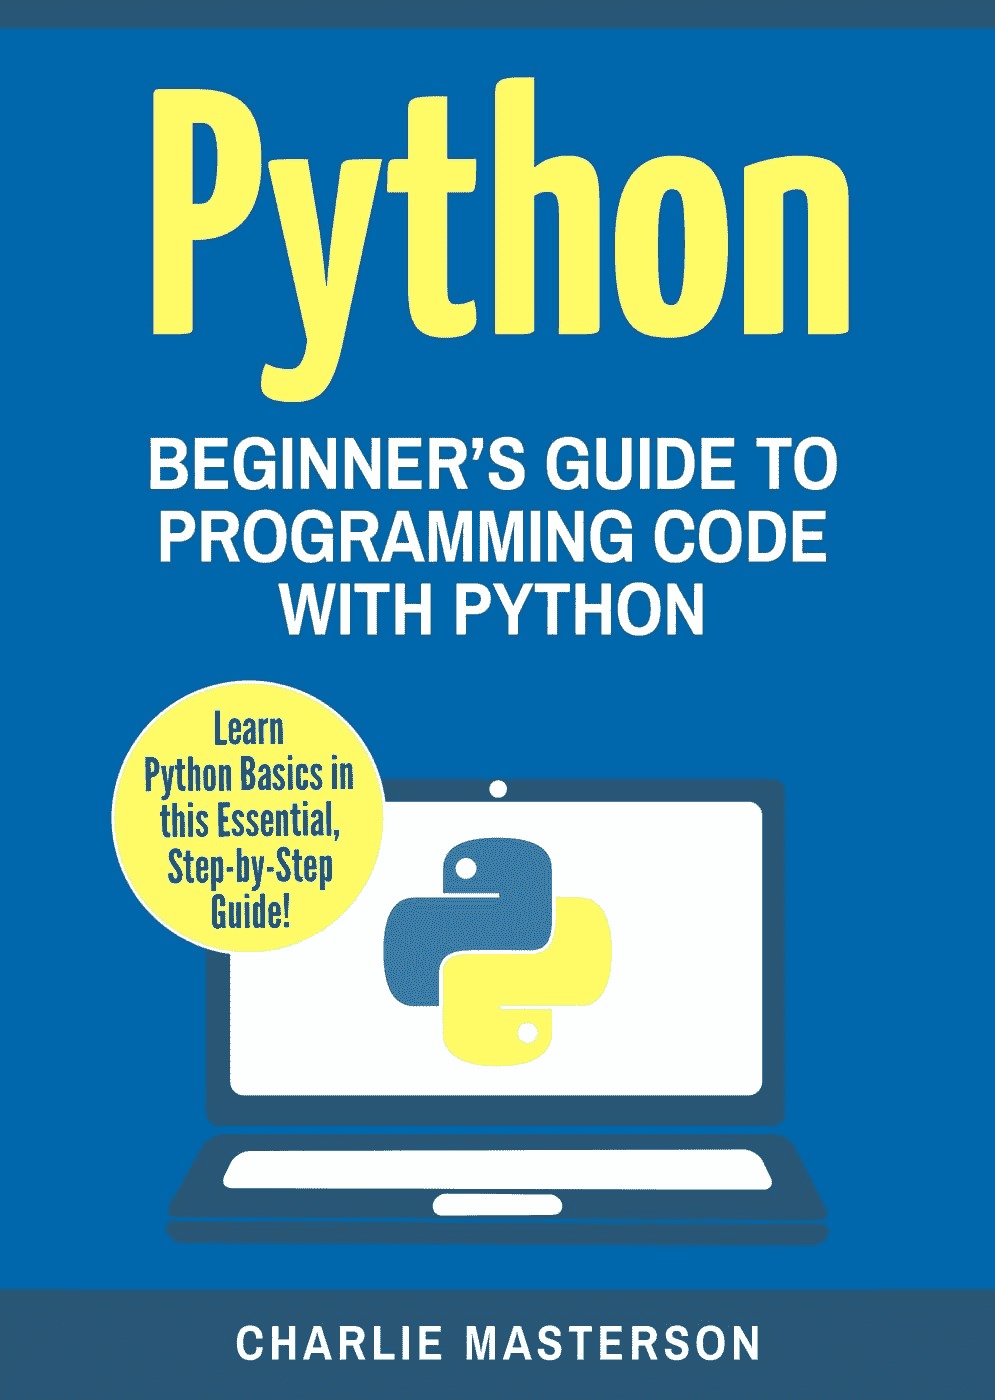 Python
BEGINNER’S GUIDE TO
PROGRAMMING CODE
WITH PYTHON
Learn
Python Basics in
this Essential,
Step-by-Step
Guide!
CHARLIE MASTERSON